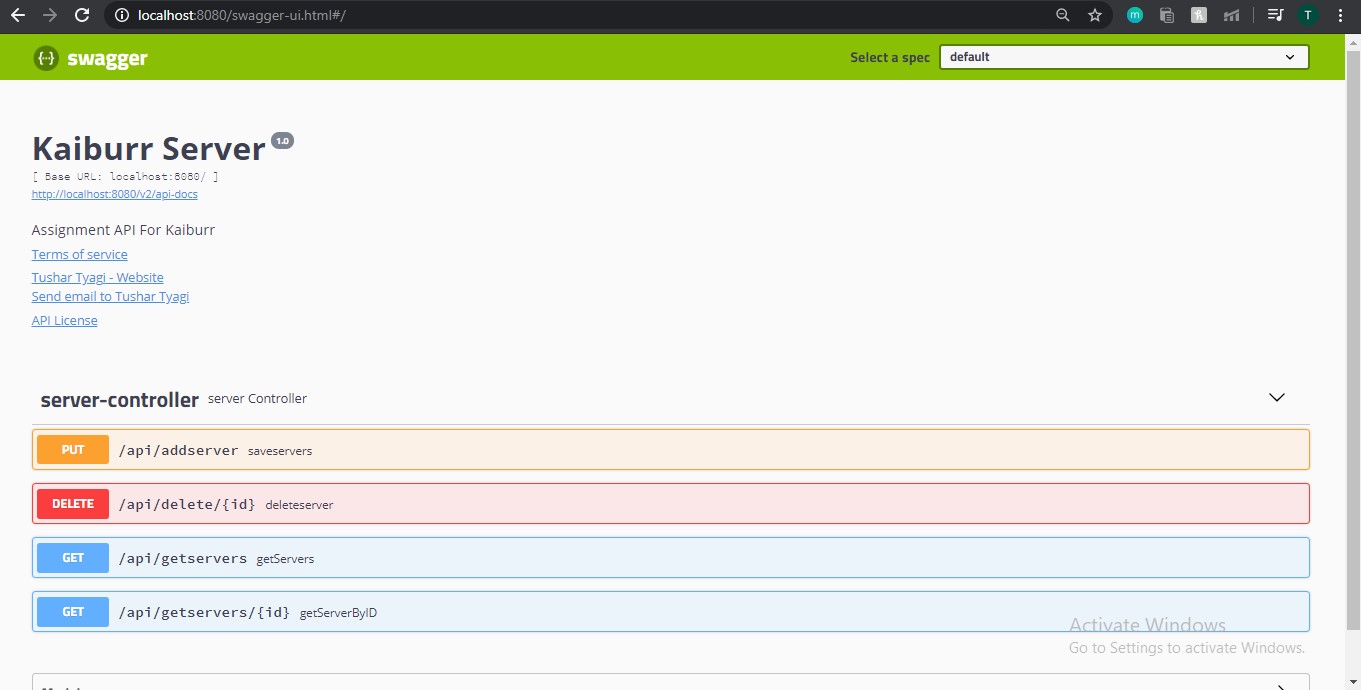 localhost:8080/swagger-ui.html#/
m
T
{··} swagger
Select a spec
default
Kaiburr Server 1.0
[ Base URL: localhost:8080/ ]
http://localhost:8080/v2/api-docs
Assignment API For Kaiburr
Terms of service
Tushar Tyagi - Website
Send email to Tushar Tyagi
API License
server-controller server Controller
PUT /api/addserver saveservers
DELETE /api/delete/{id} deleteserver
GET /api/getservers getServers
GET /api/getservers/{id} getServerByID
Activate Windows
Go to Settings to activate Windows.